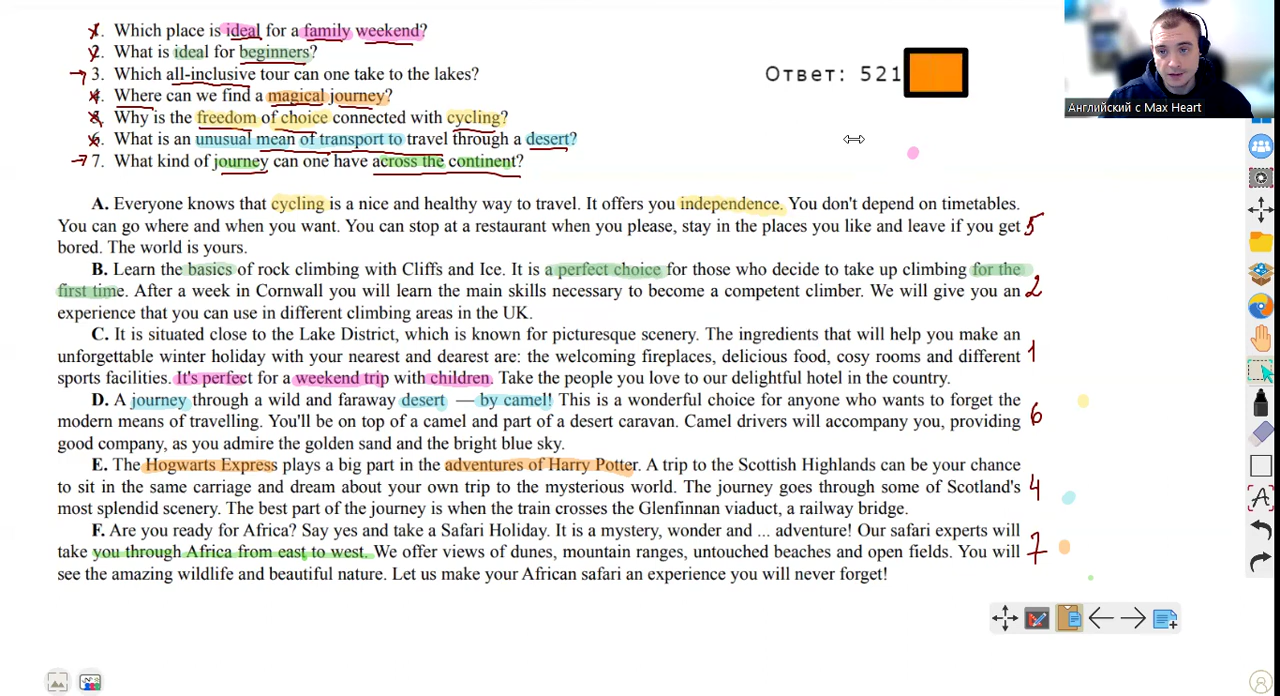 1. Which place is ideal for a family weekend?
2. What is ideal for beginners?
3. Which all-inclusive tour can one take to the lakes?
4. Where can we find a magical journey?
5. Why is the freedom of choice connected with cycling?
6. What is an unusual mean of transport to travel through a desert?
7. What kind of journey can one have across the continent?
Ответ: 521
Английский с Max Heart
A. Everyone knows that cycling is a nice and healthy way to travel. It offers you independence. You don't depend on timetables.
You can go where and when you want. You can stop at a restaurant when you please, stay in the places you like and leave if you get 5
bored. The world is yours.
B. Learn the basics of rock climbing with Cliffs and Ice. It is a perfect choice for those who decide to take up climbing for the
first time. After a week in Cornwall you will learn the main skills necessary to become a competent climber. We will give you an 2
experience that you can use in different climbing areas in the UK.
C. It is situated close to the Lake District, which is known for picturesque scenery. The ingredients that will help you make an
unforgettable winter holiday with your nearest and dearest are: the welcoming fireplaces, delicious food, cosy rooms and different 1
sports facilities. It's perfect for a weekend trip with children. Take the people you love to our delightful hotel in the country.
D. A journey through a wild and faraway desert — by camel! This is a wonderful choice for anyone who wants to forget the
modern means of travelling. You'll be on top of a camel and part of a desert caravan. Camel drivers will accompany you, providing 6
good company, as you admire the golden sand and the bright blue sky.
E. The Hogwarts Express plays a big part in the adventures of Harry Potter. A trip to the Scottish Highlands can be your chance
to sit in the same carriage and dream about your own trip to the mysterious world. The journey goes through some of Scotland's 4
most splendid scenery. The best part of the journey is when the train crosses the Glenfinnan viaduct, a railway bridge.
F. Are you ready for Africa? Say yes and take a Safari Holiday. It is a mystery, wonder and ... adventure! Our safari experts will
take you through Africa from east to west. We offer views of dunes, mountain ranges, untouched beaches and open fields. You will 7
see the amazing wildlife and beautiful nature. Let us make your African safari an experience you will never forget!